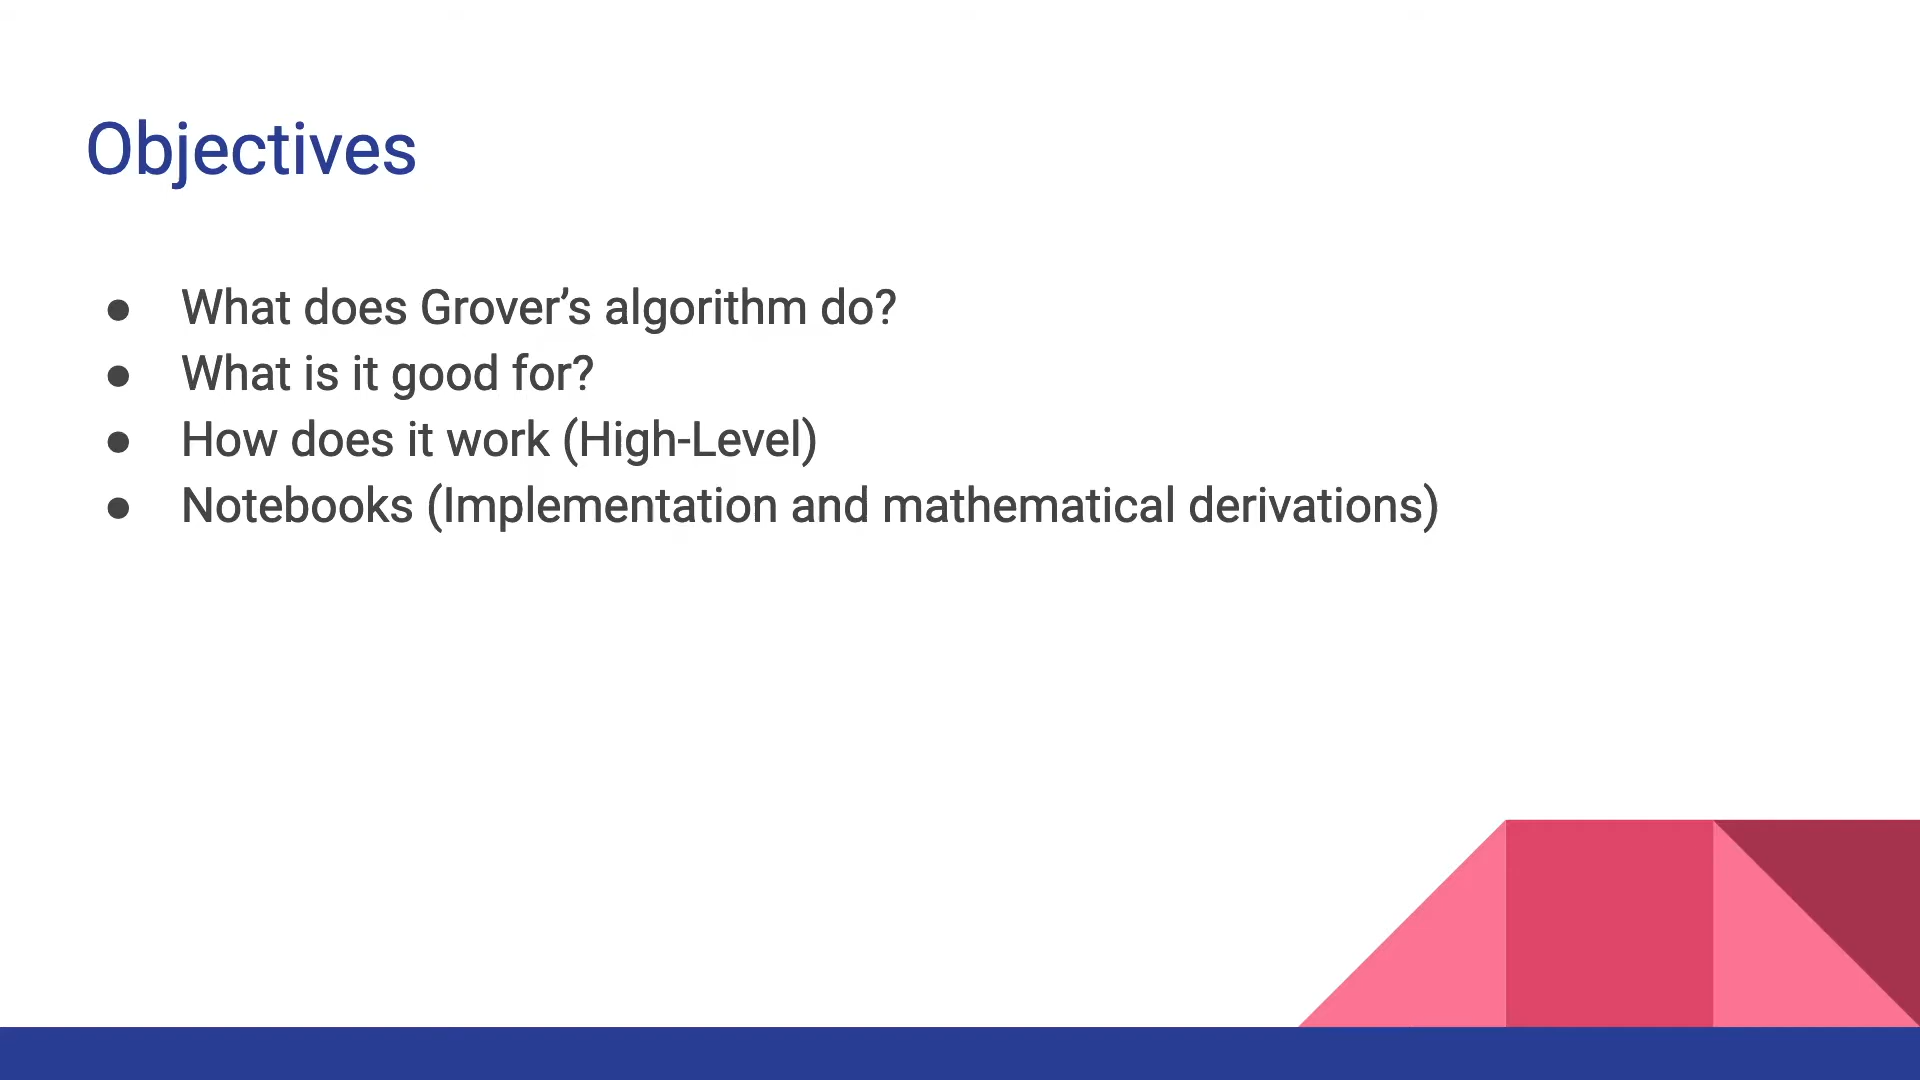 Objectives
● What does Grover’s algorithm do?
● What is it good for?
● How does it work (High-Level)
● Notebooks (Implementation and mathematical derivations)